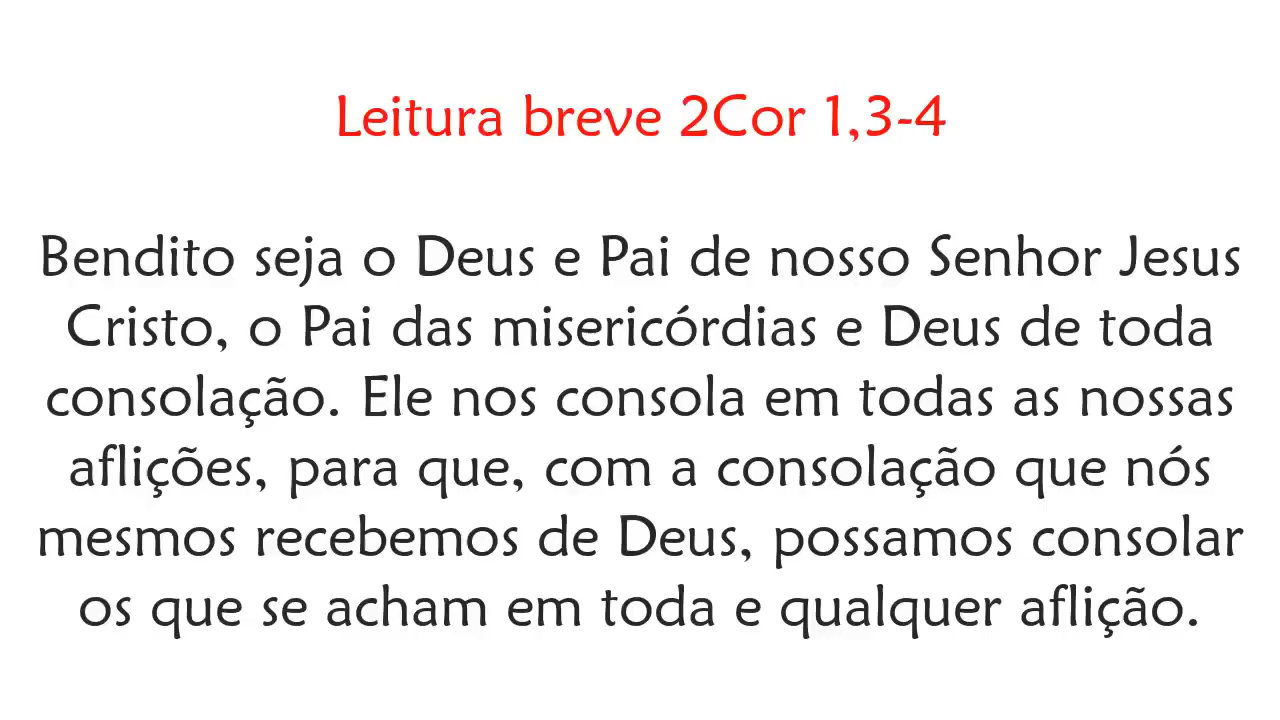 Leitura breve 2Cor 1,3-4
Bendito seja o Deus e Pai de nosso Senhor Jesus
Cristo, o Pai das misericórdias e Deus de toda
consolação. Ele nos consola em todas as nossas
aflições, para que, com a consolação que nós
mesmos recebemos de Deus, possamos consolar
os que se acham em toda e qualquer aflição.